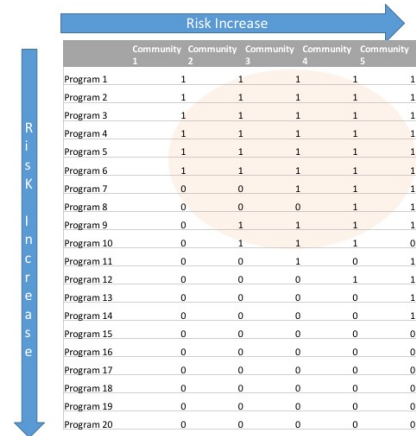 Risk Increase
Community 1 Community 2 Community 3 Community 4 Community 5
Program 1 1 1 1 1 1
Program 2 1 1 1 1 1
Program 3 1 1 1 1 1
Program 4 1 1 1 1 1
Program 5 1 1 1 1 1
Program 6 1 1 1 1 1
Program 7 0 0 1 1 1
Program 8 0 0 0 1 1
Program 9 0 1 1 1 1
Program 10 0 1 1 1 0
Program 11 0 0 1 0 1
Program 12 0 0 0 1 1
Program 13 0 0 0 0 1
Program 14 0 0 0 0 1
Program 15 0 0 0 0 0
Program 16 0 0 0 0 0
Program 17 0 0 0 0 0
Program 18 0 0 0 0 0
Program 19 0 0 0 0 0
Program 20 0 0 0 0 0
RisK Increase